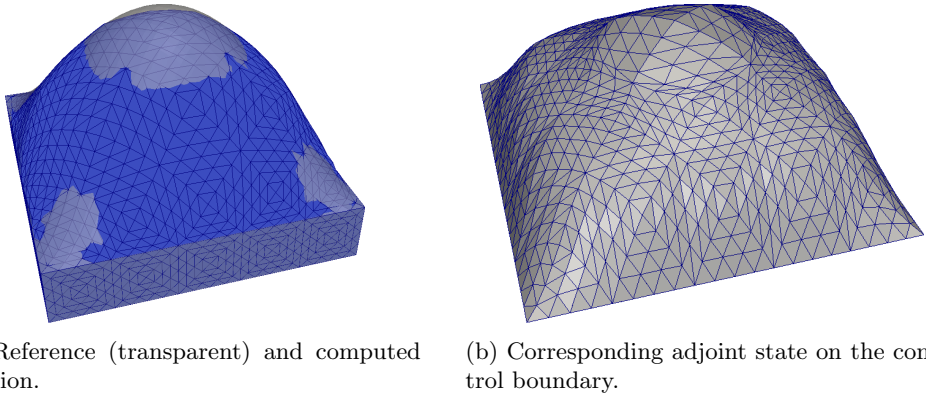 Reference (transparent) and computed
ion.
(b) Corresponding adjoint state on the con
trol boundary.